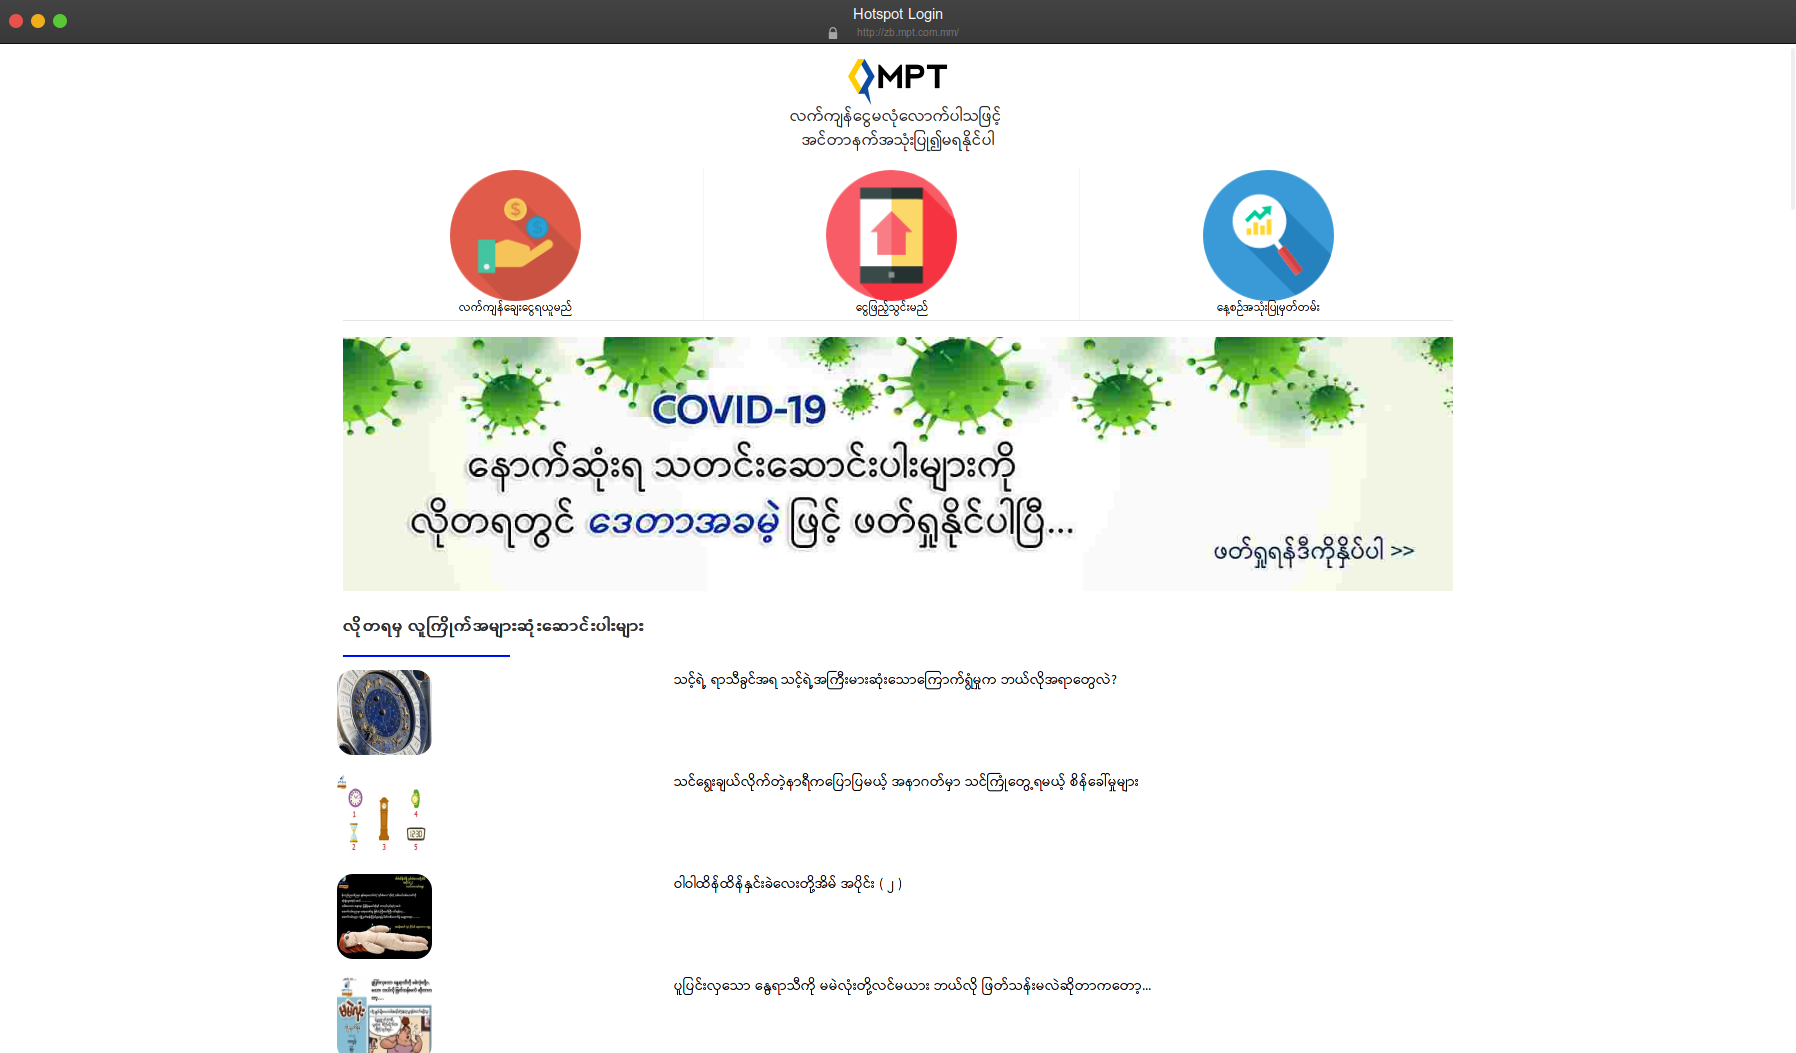 Hotspot Login
http://zb.mpt.com.mm/
MPT
လက်ကျန်ငွေမလုံလောက်ပါသဖြင့်
အင်တာနက်အသုံးပြု၍မရနိုင်ပါ
လက်ကျန်ချေးငွေရယူမည်
ငွေဖြည့်သွင်းမည်
နေ့စဉ်အသုံးပြုမှတ်တမ်း
COVID-19
နောက်ဆုံးရ သတင်းဆောင်းပါးများကို
လိုတရတွင် ဒေတာအခမဲ့ ဖြင့် ဖတ်ရှုနိုင်ပါပြီ...
ဖတ်ရှုရန်ဒီကိုနှိပ်ပါ >>
လိုတရမှ လူကြိုက်အများဆုံးဆောင်းပါးများ
သင့်ရဲ့ ရာသီခွင်အရ သင့်ရဲ့အကြီးမားဆုံးသောကြောက်ရွံ့မှုက ဘယ်လိုအရာတွေလဲ?
သင်ရွေးချယ်လိုက်တဲ့နာရီကပြောပြမယ့် အနာဂတ်မှာ သင်ကြုံတွေ့ရမယ့် စိန်ခေါ်မှုများ
1
4
12:30
2
3
5
ဝါဝါထိန်ထိန်နှင်းခဲလေးတို့အိမ် အပိုင်း ( ၂ )
ပူပြင်းလှသော နွေရာသီကို မမဲလုံးတို့လင်မယား ဘယ်လို ဖြတ်သန်းမလဲဆိုတာကတော့...